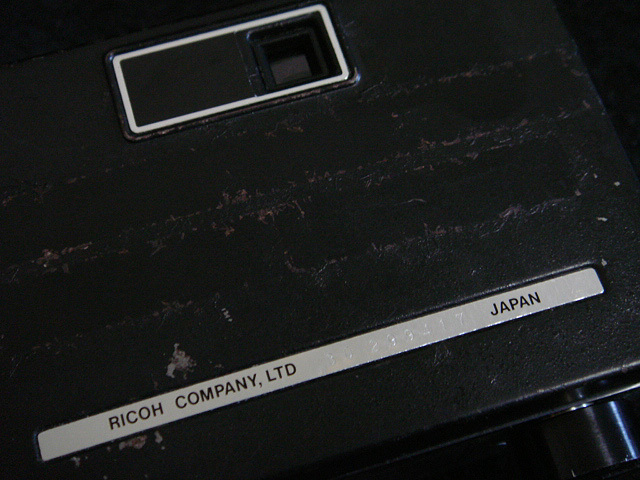 RICOH COMPANY, LTD JAPAN